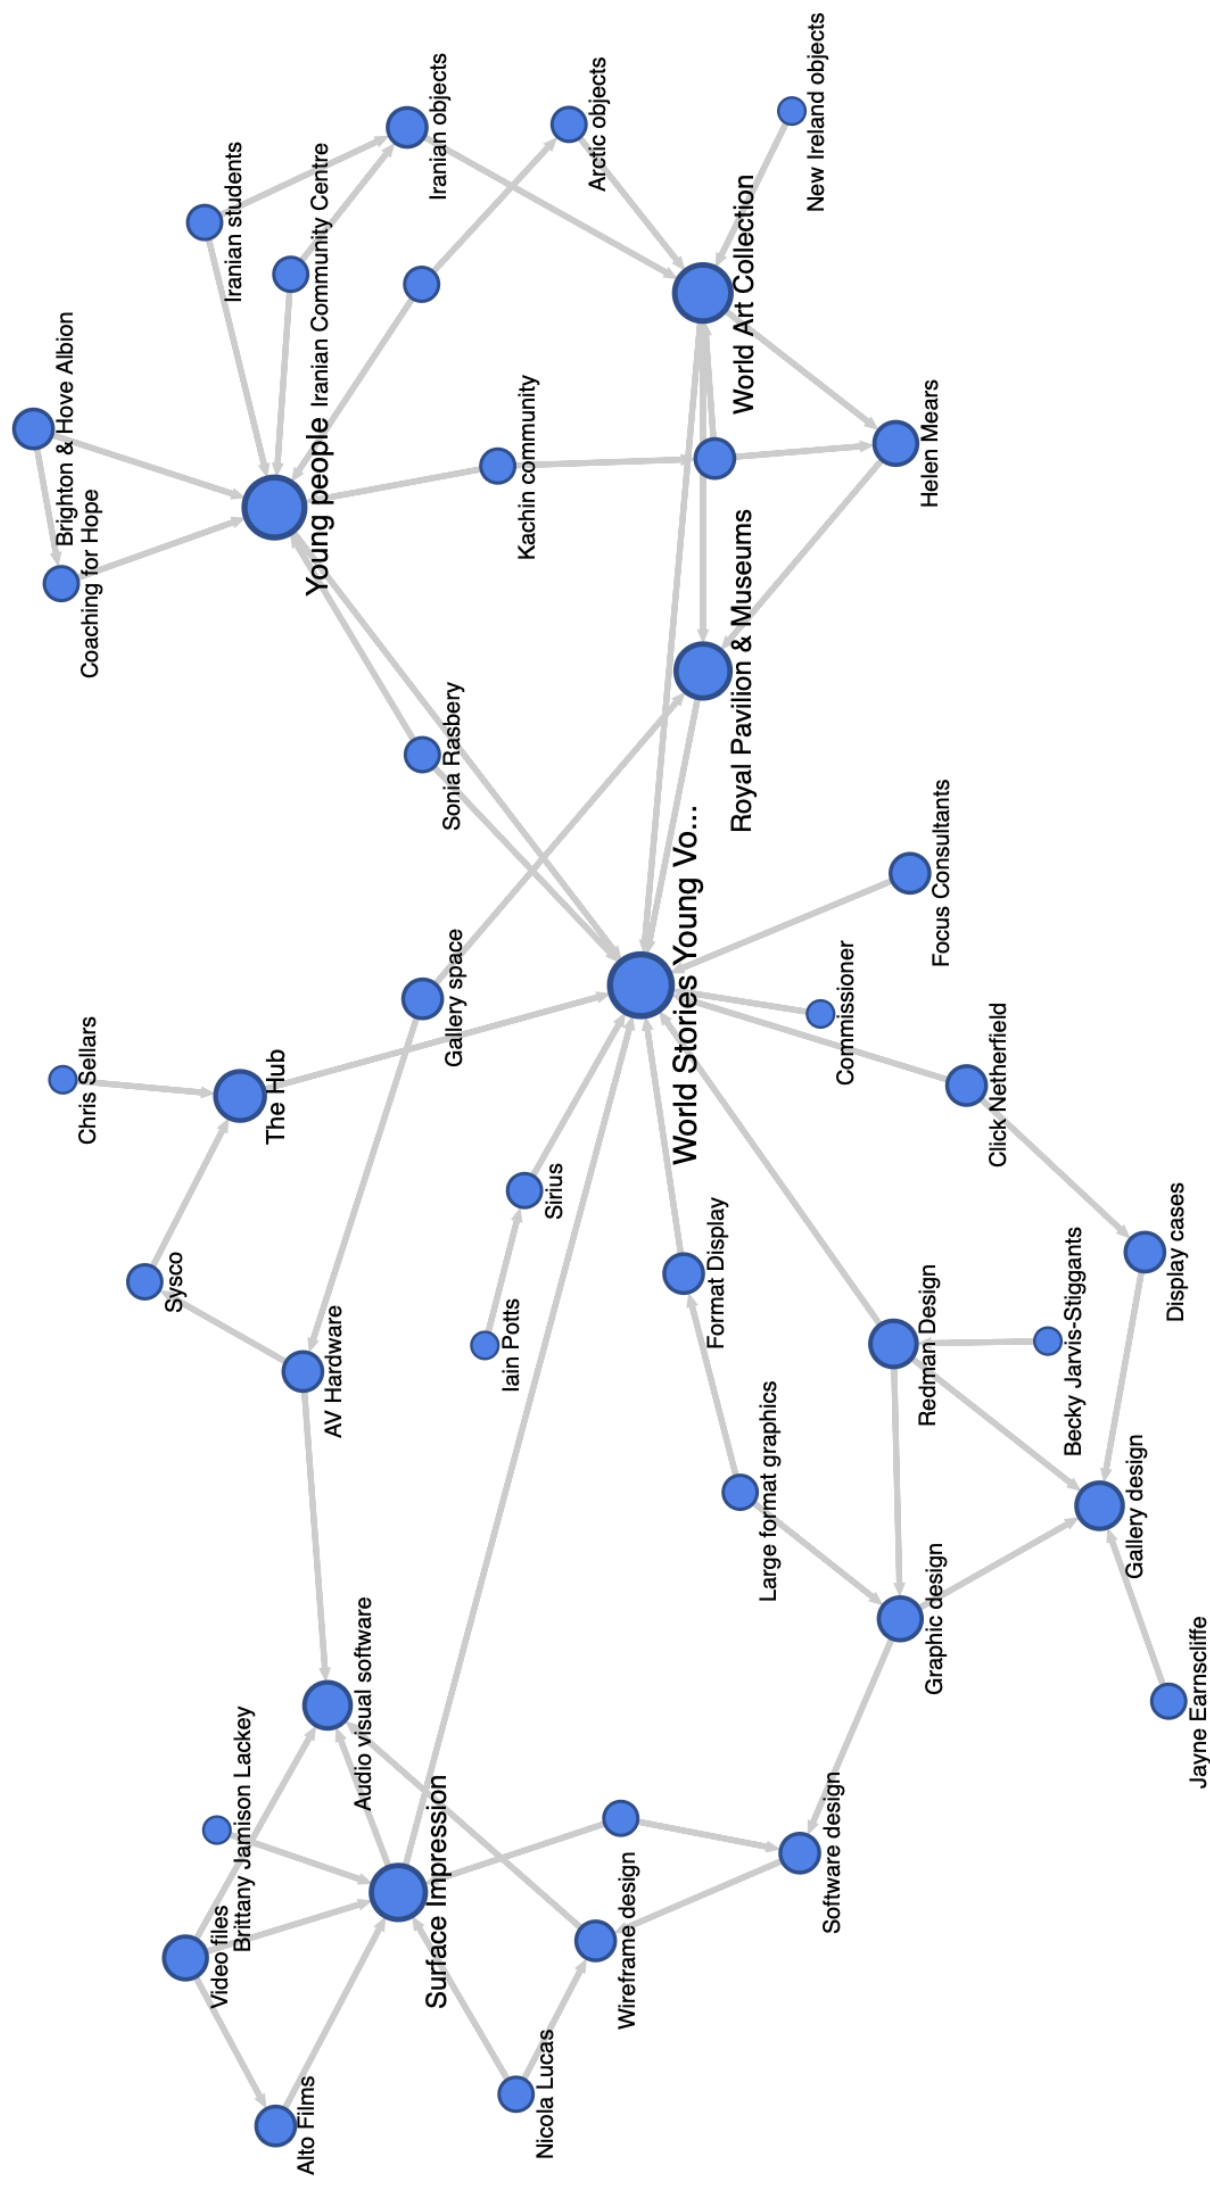 Brighton & Hove Albion
Chris Sellars
Coaching for Hope
Sysco
Video files
Iranian students
Brittany Jamison Lackey
The Hub
Alto Films
Young people
Iranian Community Centre
AV Hardware
Audio visual software
Surface Impression
Iranian objects
Sonia Rasbery
Gallery space
Iain Potts
Kachin community
Nicola Lucas
Sirius
Arctic objects
Wireframe design
World Stories Young Vo...
Format Display
Royal Pavilion & Museums
World Art Collection
Large format graphics
New Ireland objects
Software design
Commissioner
Redman Design
Helen Mears
Graphic design
Focus Consultants
Click Netherfield
Becky Jarvis-Stiggants
Gallery design
Display cases
Jayne Earnscliffe